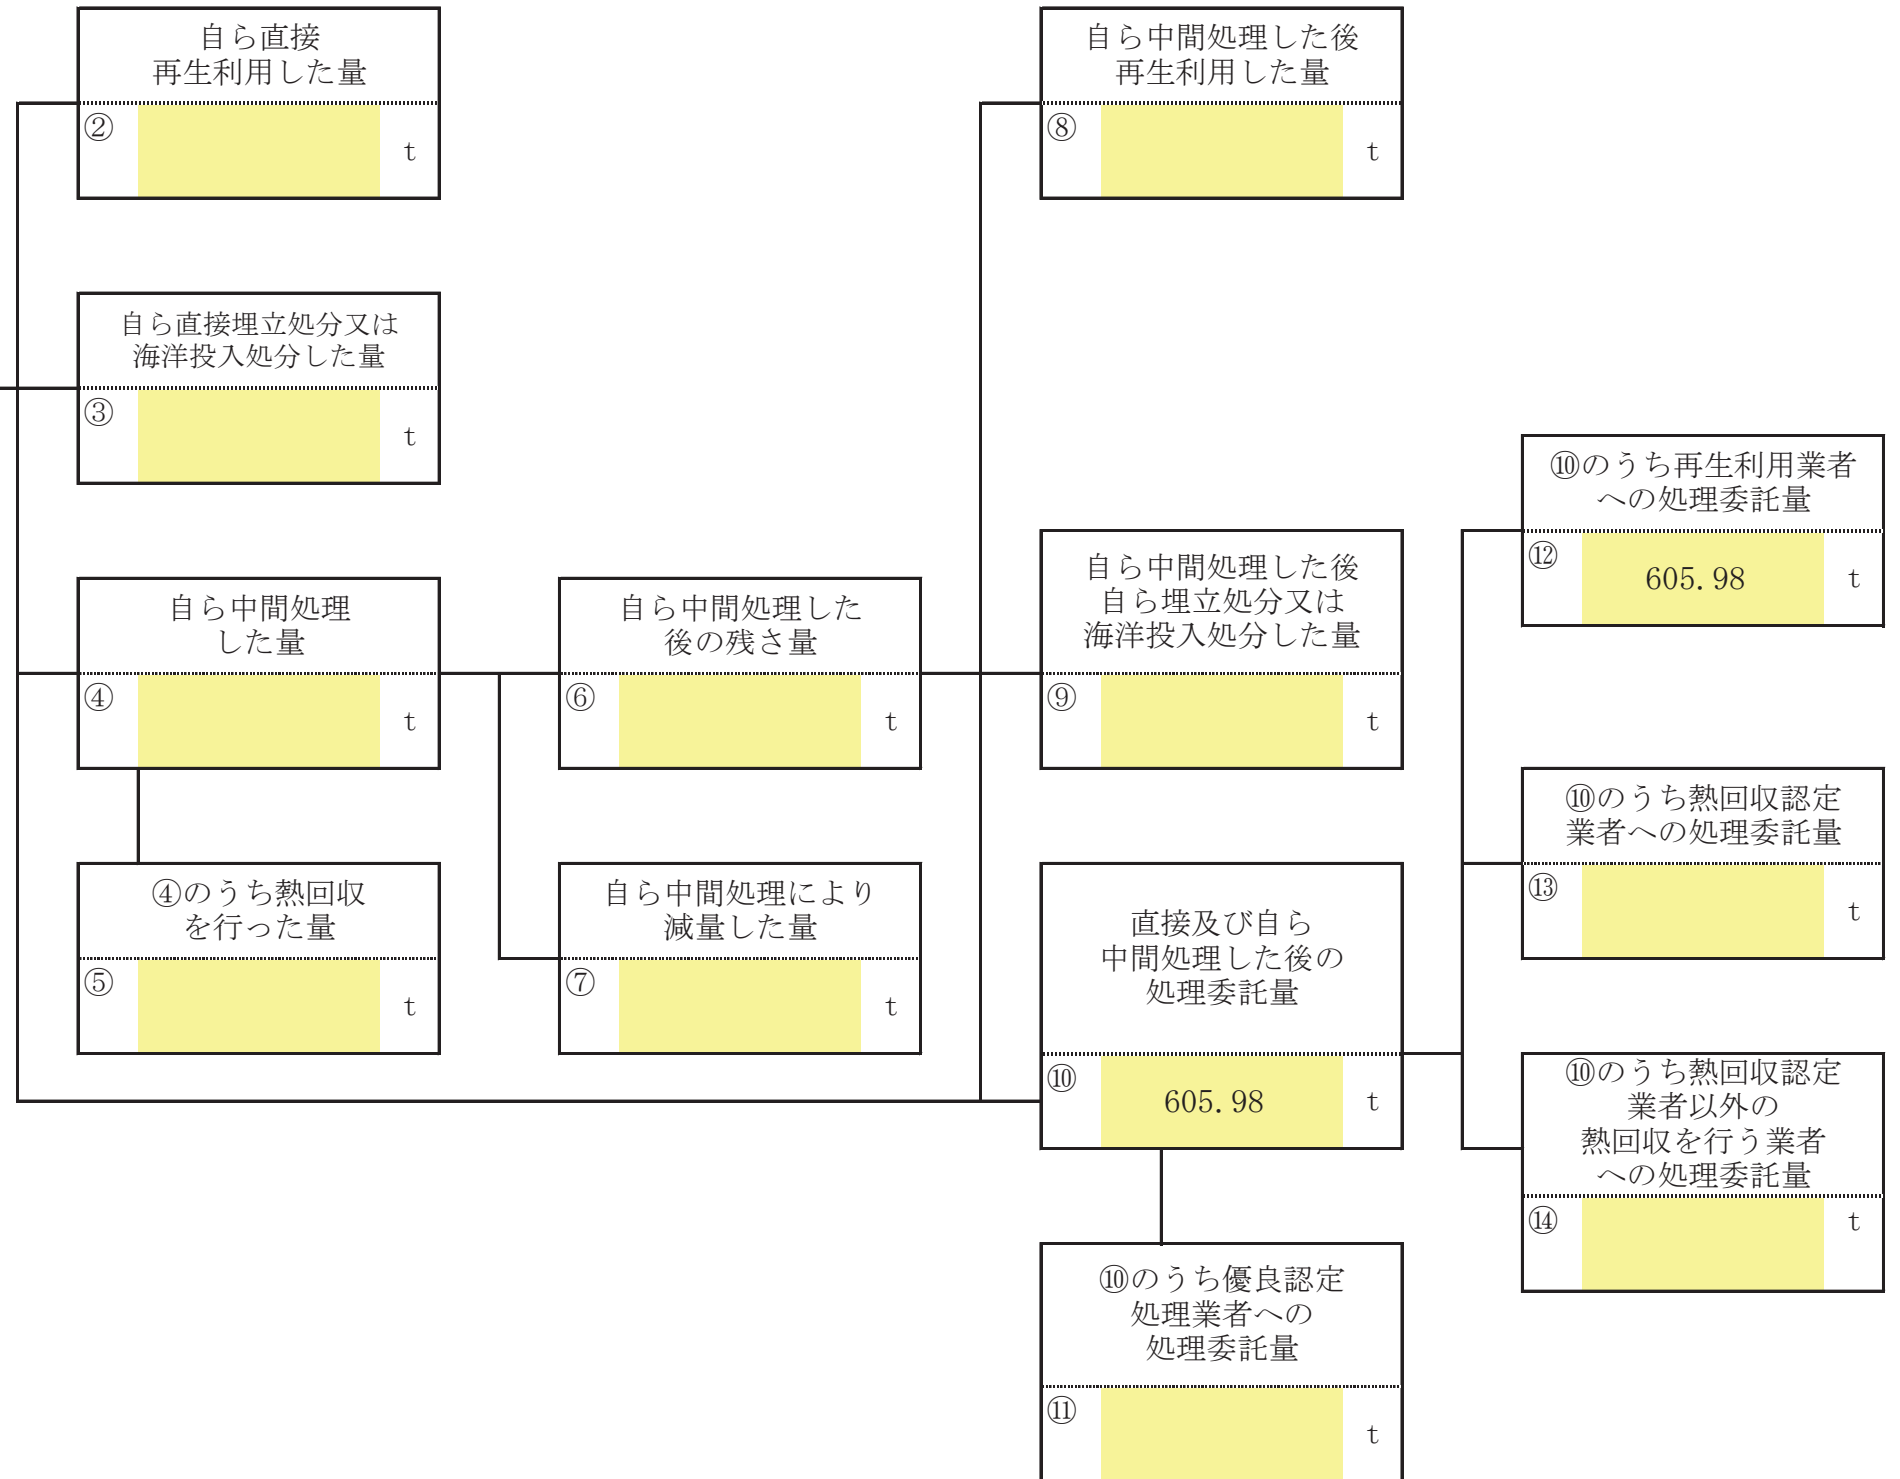 自ら直接
再生利用した量
②
t
自ら中間処理した後
再生利用した量
⑧
t
自ら直接埋立処分又は
海洋投入処分した量
③
t
⑩のうち再生利用業者
への処理委託量
⑫
605.98
t
自ら中間処理
した量
④
t
自ら中間処理した
後の残さ量
⑥
t
自ら中間処理した後
自ら埋立処分又は
海洋投入処分した量
⑨
t
⑩のうち熱回収認定
業者への処理委託量
⑬
t
④のうち熱回収
を行った量
⑤
t
自ら中間処理により
減量した量
⑦
t
直接及び自ら
中間処理した後の
処理委託量
⑩
605.98
t
⑩のうち熱回収認定
業者以外の
熱回収を行う業者
への処理委託量
⑭
t
⑩のうち優良認定
処理業者への
処理委託量
⑪
t